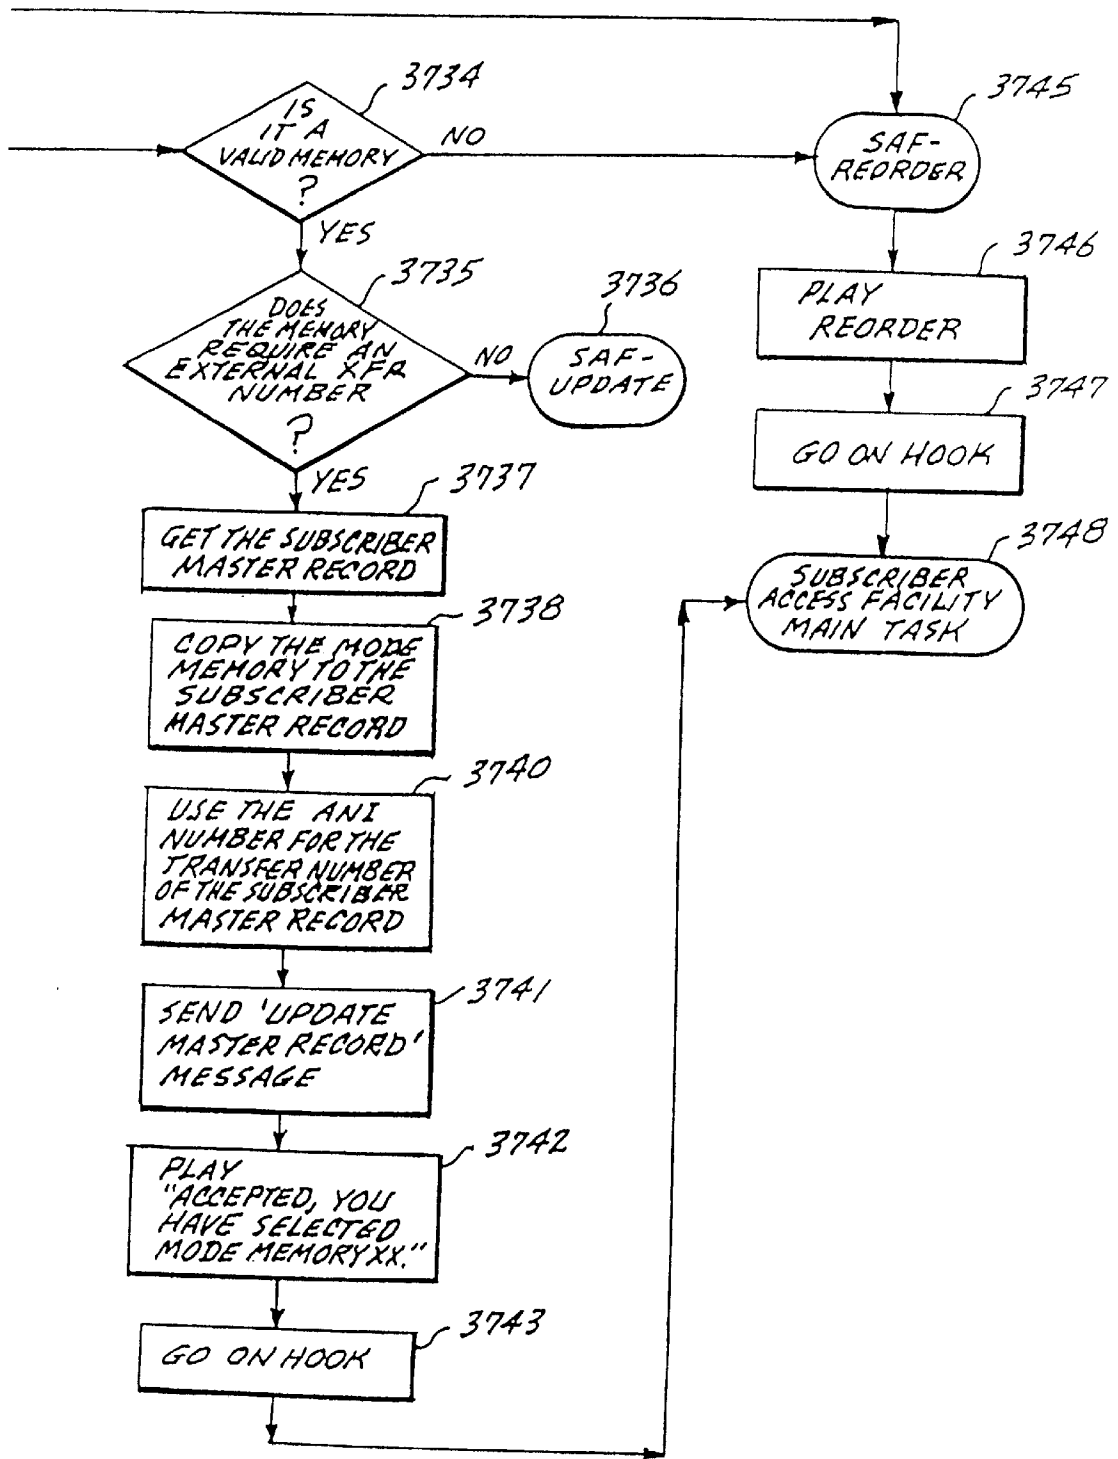 3734
IS
IT A
VALID MEMORY
?
NO
YES
3745
SAF-
REORDER
3735
DOES
THE MEMORY
REQUIRE AN
EXTERNAL XFR
NUMBER
?
NO
YES
3736
SAF-
UPDATE
3746
PLAY
REORDER
3747
GO ON HOOK
3748
SUBSCRIBER
ACCESS FACILITY
MAIN TASK
3737
GET THE SUBSCRIBER
MASTER RECORD
3738
COPY THE MODE
MEMORY TO THE
SUBSCRIBER
MASTER RECORD
3740
USE THE ANI
NUMBER FOR THE
TRANSFER NUMBER
OF THE SUBSCRIBER
MASTER RECORD
3741
SEND 'UPDATE
MASTER RECORD'
MESSAGE
3742
PLAY
"ACCEPTED, YOU
HAVE SELECTED
MODE MEMORY XX."
3743
GO ON HOOK